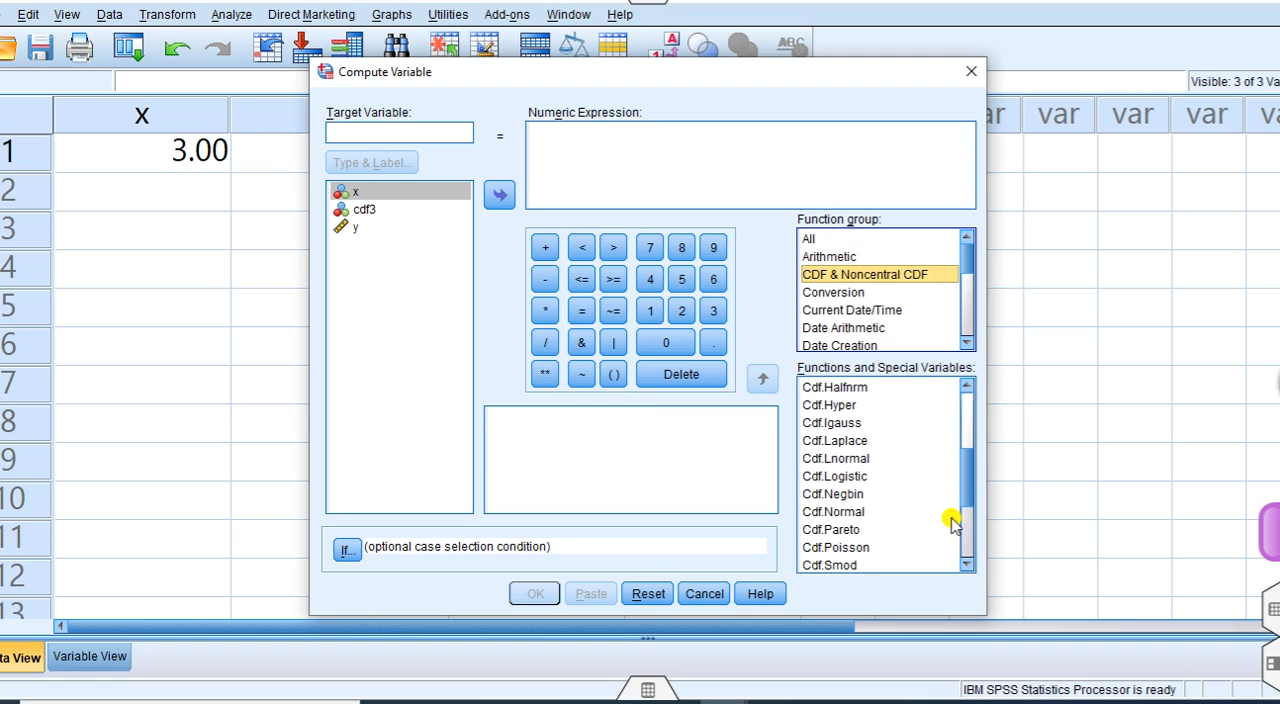 Edit View Data Transform Analyze Direct Marketing Graphs Utilities Add-ons Window Help
A
1
ABC
Compute Variable
Visible: 3 of 3 Va
x
var var var
1 3.00
2
3
4
5
6
7
8
9
10
11
12
13
Target Variable:
=
Numeric Expression:
Type & Label...
x
cdf3
y
+ < > 7 8 9
- <= >= 4 5 6
* = ~= 1 2 3
/ & | 0 .
** ~ ( ) Delete
Function group:
All
Arithmetic
CDF & Noncentral CDF
Conversion
Current Date/Time
Date Arithmetic
Date Creation
Functions and Special Variables:
Cdf.Halfnrm
Cdf.Hyper
Cdf.Igauss
Cdf.Laplace
Cdf.Lnormal
Cdf.Logistic
Cdf.Negbin
Cdf.Normal
Cdf.Pareto
Cdf.Poisson
Cdf.Smod
If... (optional case selection condition)
OK Paste Reset Cancel Help
ta View Variable View
IBM SPSS Statistics Processor is ready